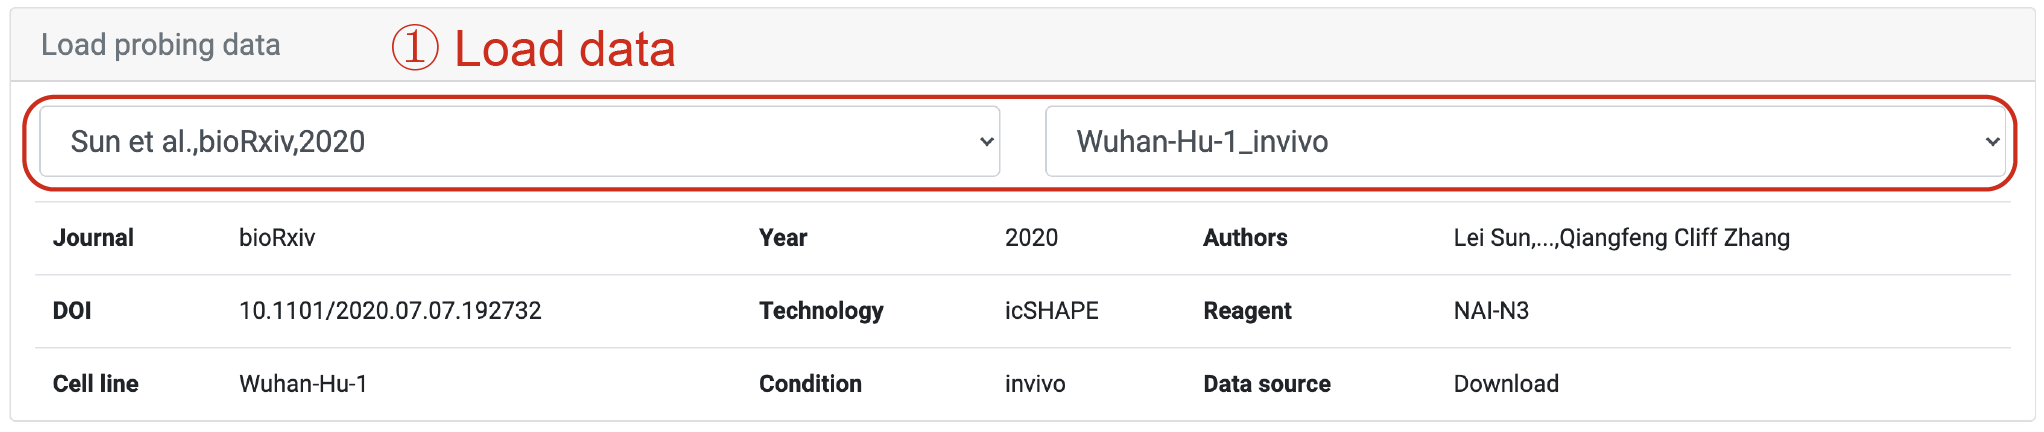 Load probing data ① Load data
Sun et al.,bioRxiv,2020 Wuhan-Hu-1_invivo
Journal bioRxiv Year 2020 Authors Lei Sun,...,Qiangfeng Cliff Zhang
DOI 10.1101/2020.07.07.192732 Technology icSHAPE Reagent NAI-N3
Cell line Wuhan-Hu-1 Condition invivo Data source Download